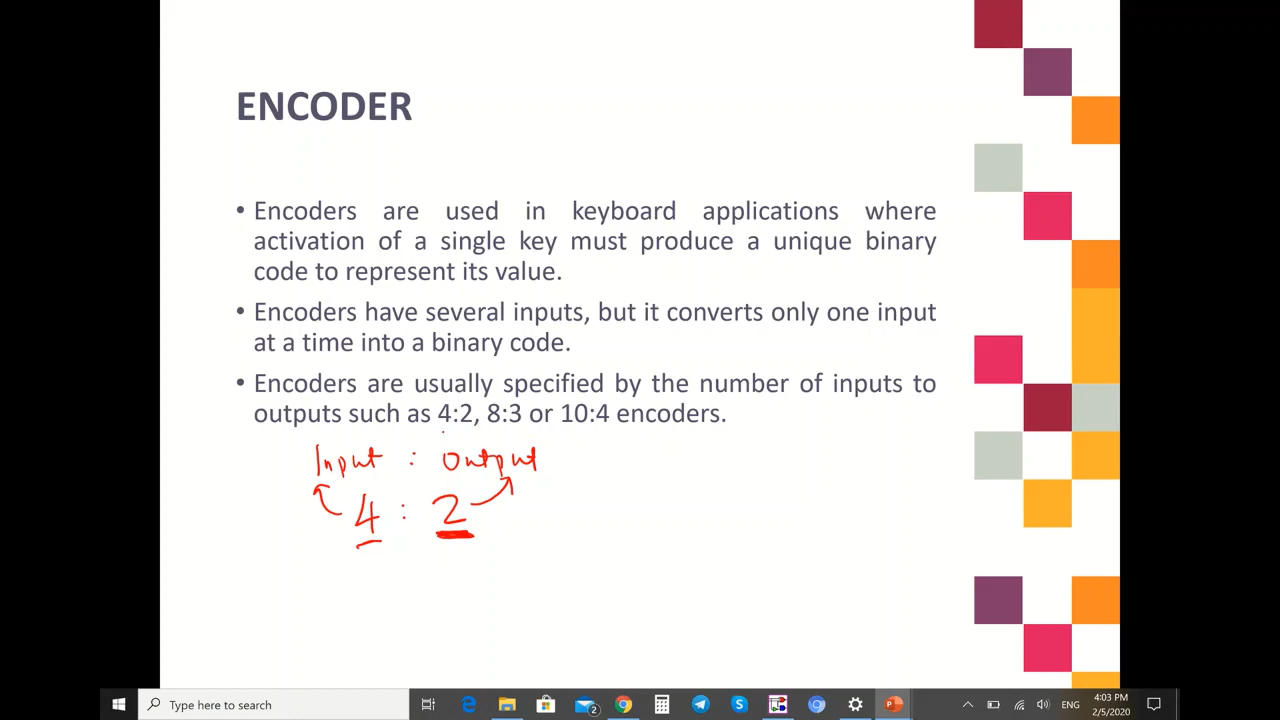 ENCODER
• Encoders are used in keyboard applications where
activation of a single key must produce a unique binary
code to represent its value.
• Encoders have several inputs, but it converts only one input
at a time into a binary code.
• Encoders are usually specified by the number of inputs to
outputs such as 4:2, 8:3 or 10:4 encoders.
Input : output
4 : 2
Type here to search
2
ENG
4:03 PM
2/5/2020